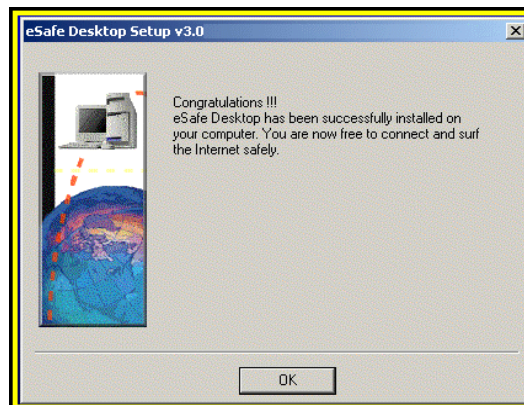 eSafe Desktop Setup v3.0
Congratulations !!!
eSafe Desktop has been successfully installed on
your computer. You are now free to connect and surf
the Internet safely.
OK